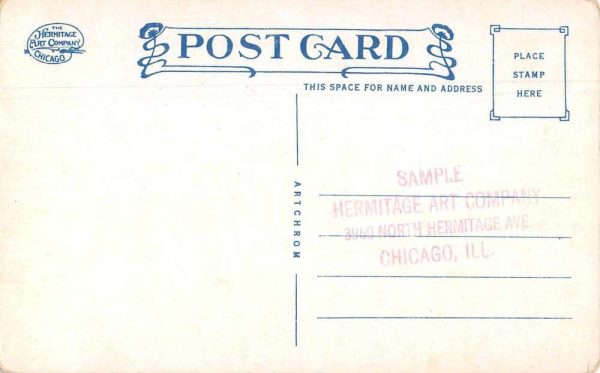 THE
HERMITAGE
ART COMPANY
CHICAGO
POST CARD
PLACE
STAMP
HERE
THIS SPACE FOR NAME AND ADDRESS
ARTCHROM
SAMPLE
HERMITAGE ART COMPANY
3960 NORTH HERMITAGE AVE.
CHICAGO, ILL.